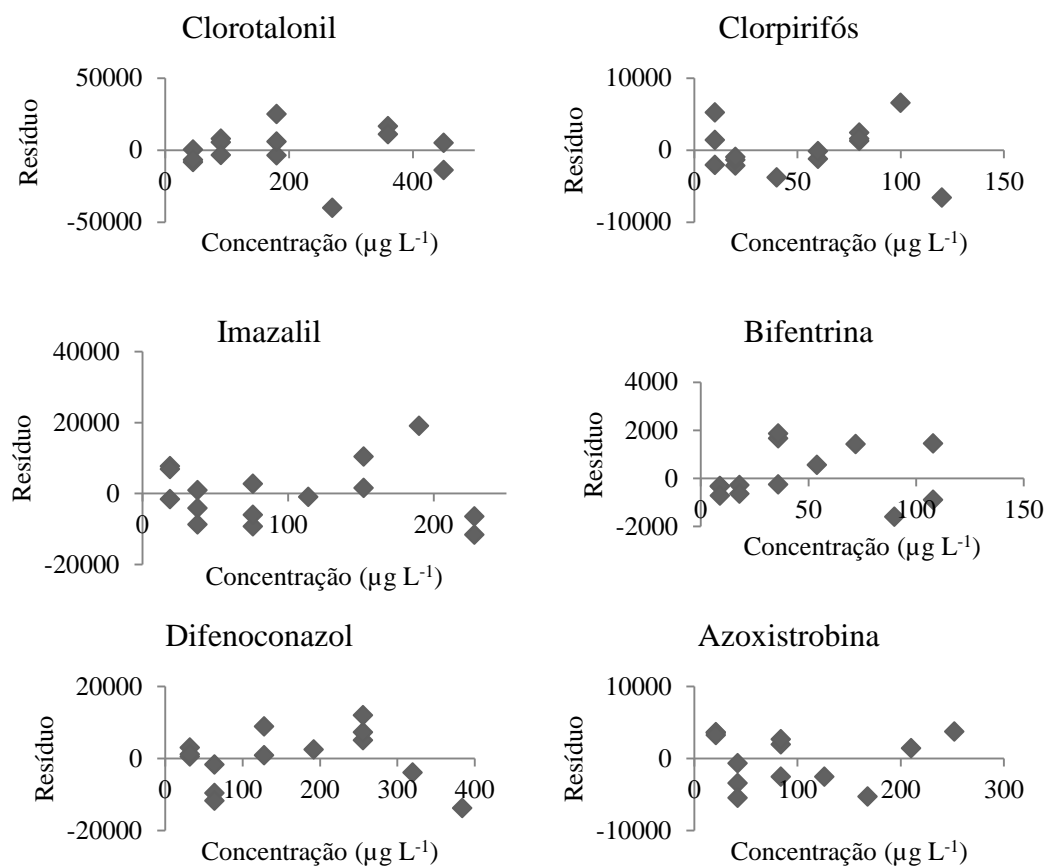 Clorotalonil
50000
0
-50000
0
200
400
Resíduo
Concentração (µg L-1)
Clorpirifós
10000
0
-10000
0
50
100
150
Resíduo
Concentração (µg L-1)
Imazalil
40000
20000
0
-20000
0
100
200
Resíduo
Concentração (µg L-1)
Bifentrina
4000
2000
0
-2000
0
50
100
150
Resíduo
Concentração (µg L-1)
Difenoconazol
20000
0
-20000
0
100
200
300
400
Resíduo
Concentração (µg L-1)
Azoxistrobina
10000
0
-10000
0
100
200
300
Resíduo
Concentração (µg L-1)